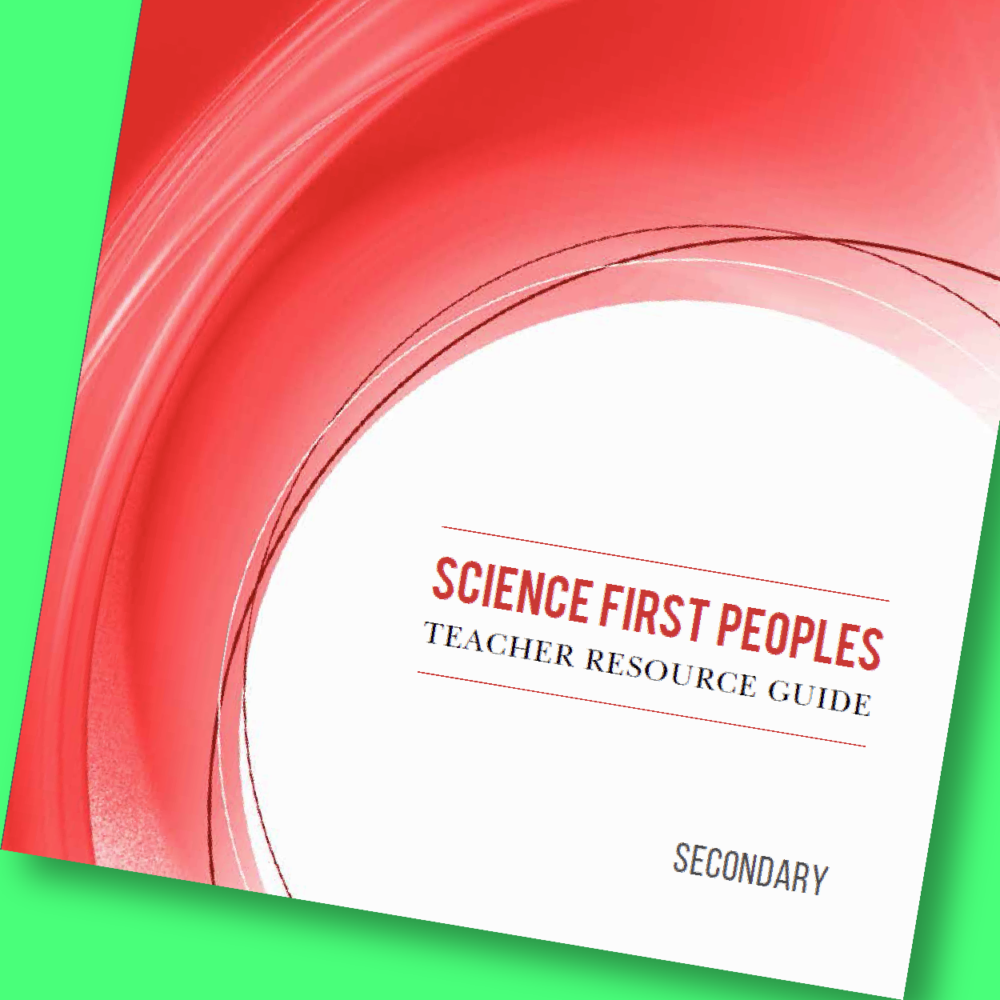 SCIENCE FIRST PEOPLES
TEACHER RESOURCE GUIDE
SECONDARY